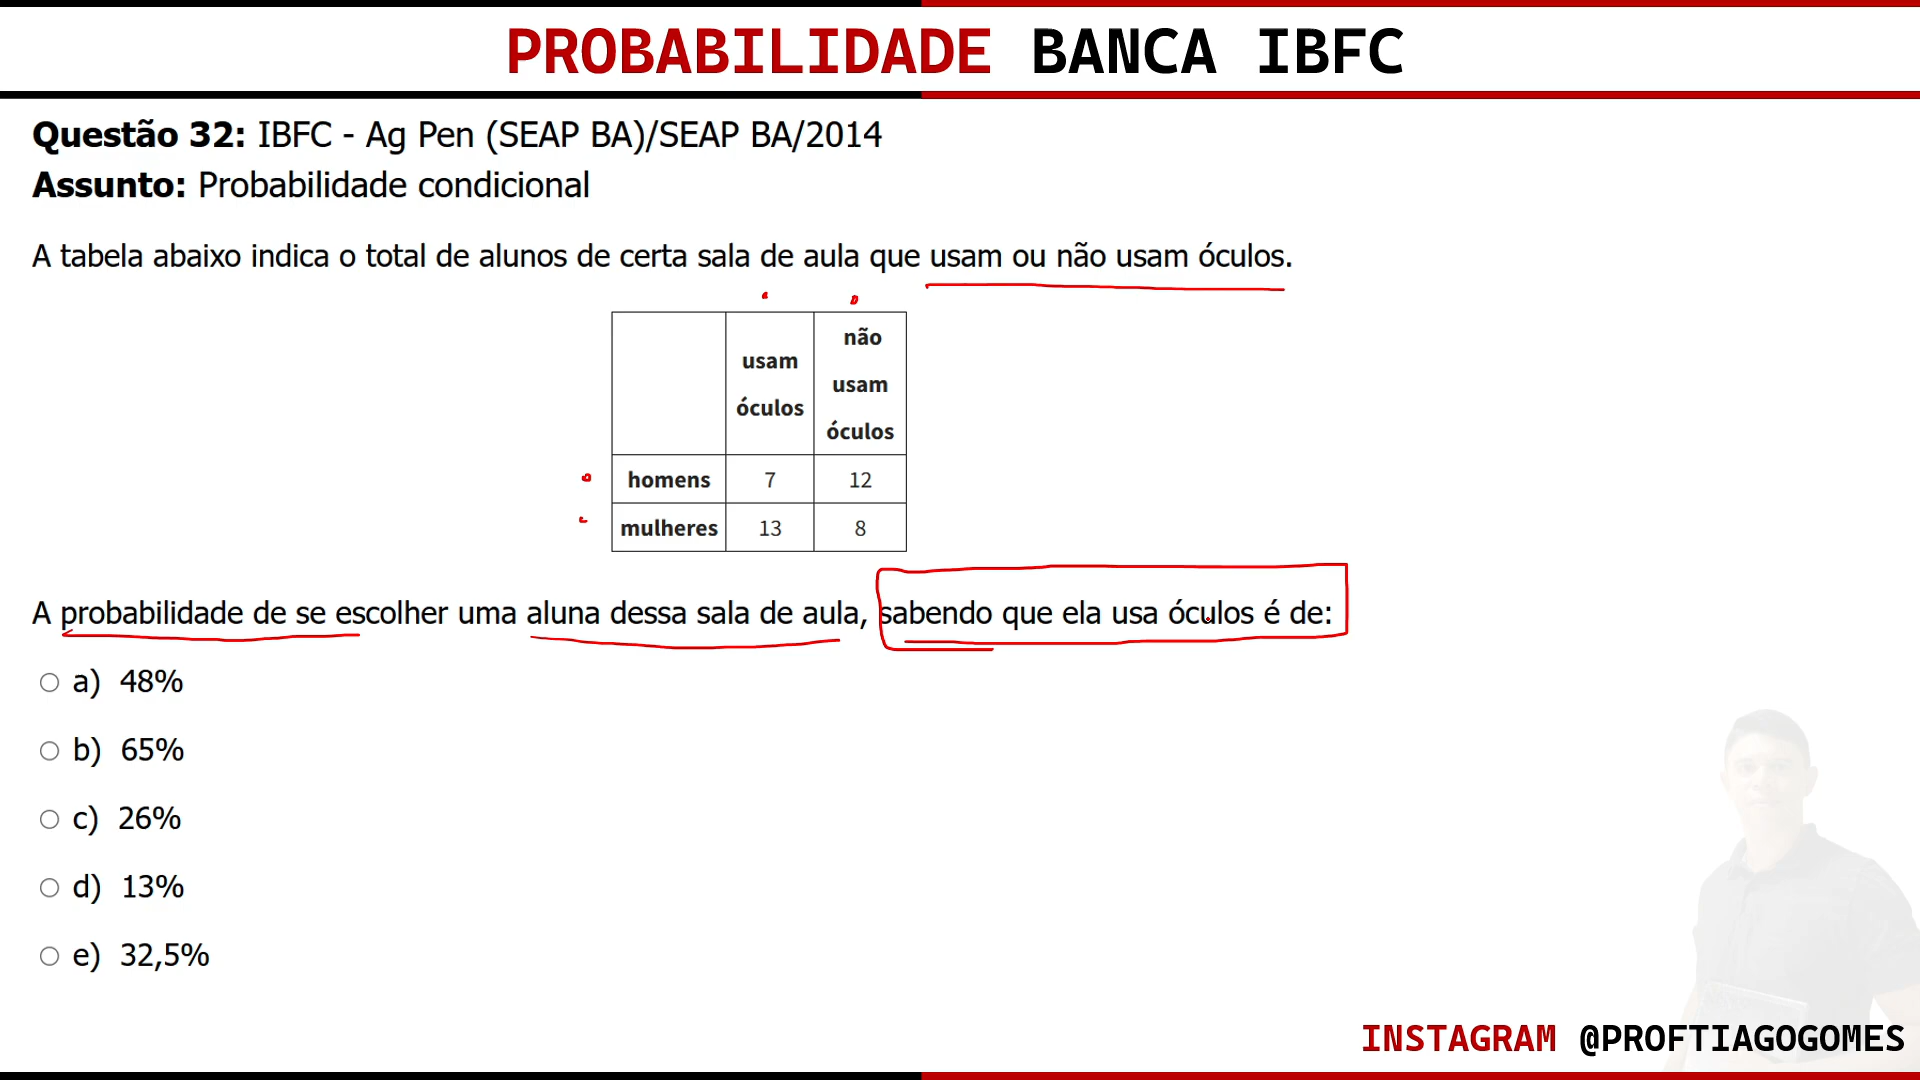 PROBABILIDADE BANCA IBFC
Questão 32: IBFC - Ag Pen (SEAP BA)/SEAP BA/2014
Assunto: Probabilidade condicional
A tabela abaixo indica o total de alunos de certa sala de aula que usam ou não usam óculos.
usam óculos
não usam óculos
homens 7 12
mulheres 13 8
A probabilidade de se escolher uma aluna dessa sala de aula, sabendo que ela usa óculos é de:
a) 48%
b) 65%
c) 26%
d) 13%
e) 32,5%
INSTAGRAM @PROFTIAGOGOMES